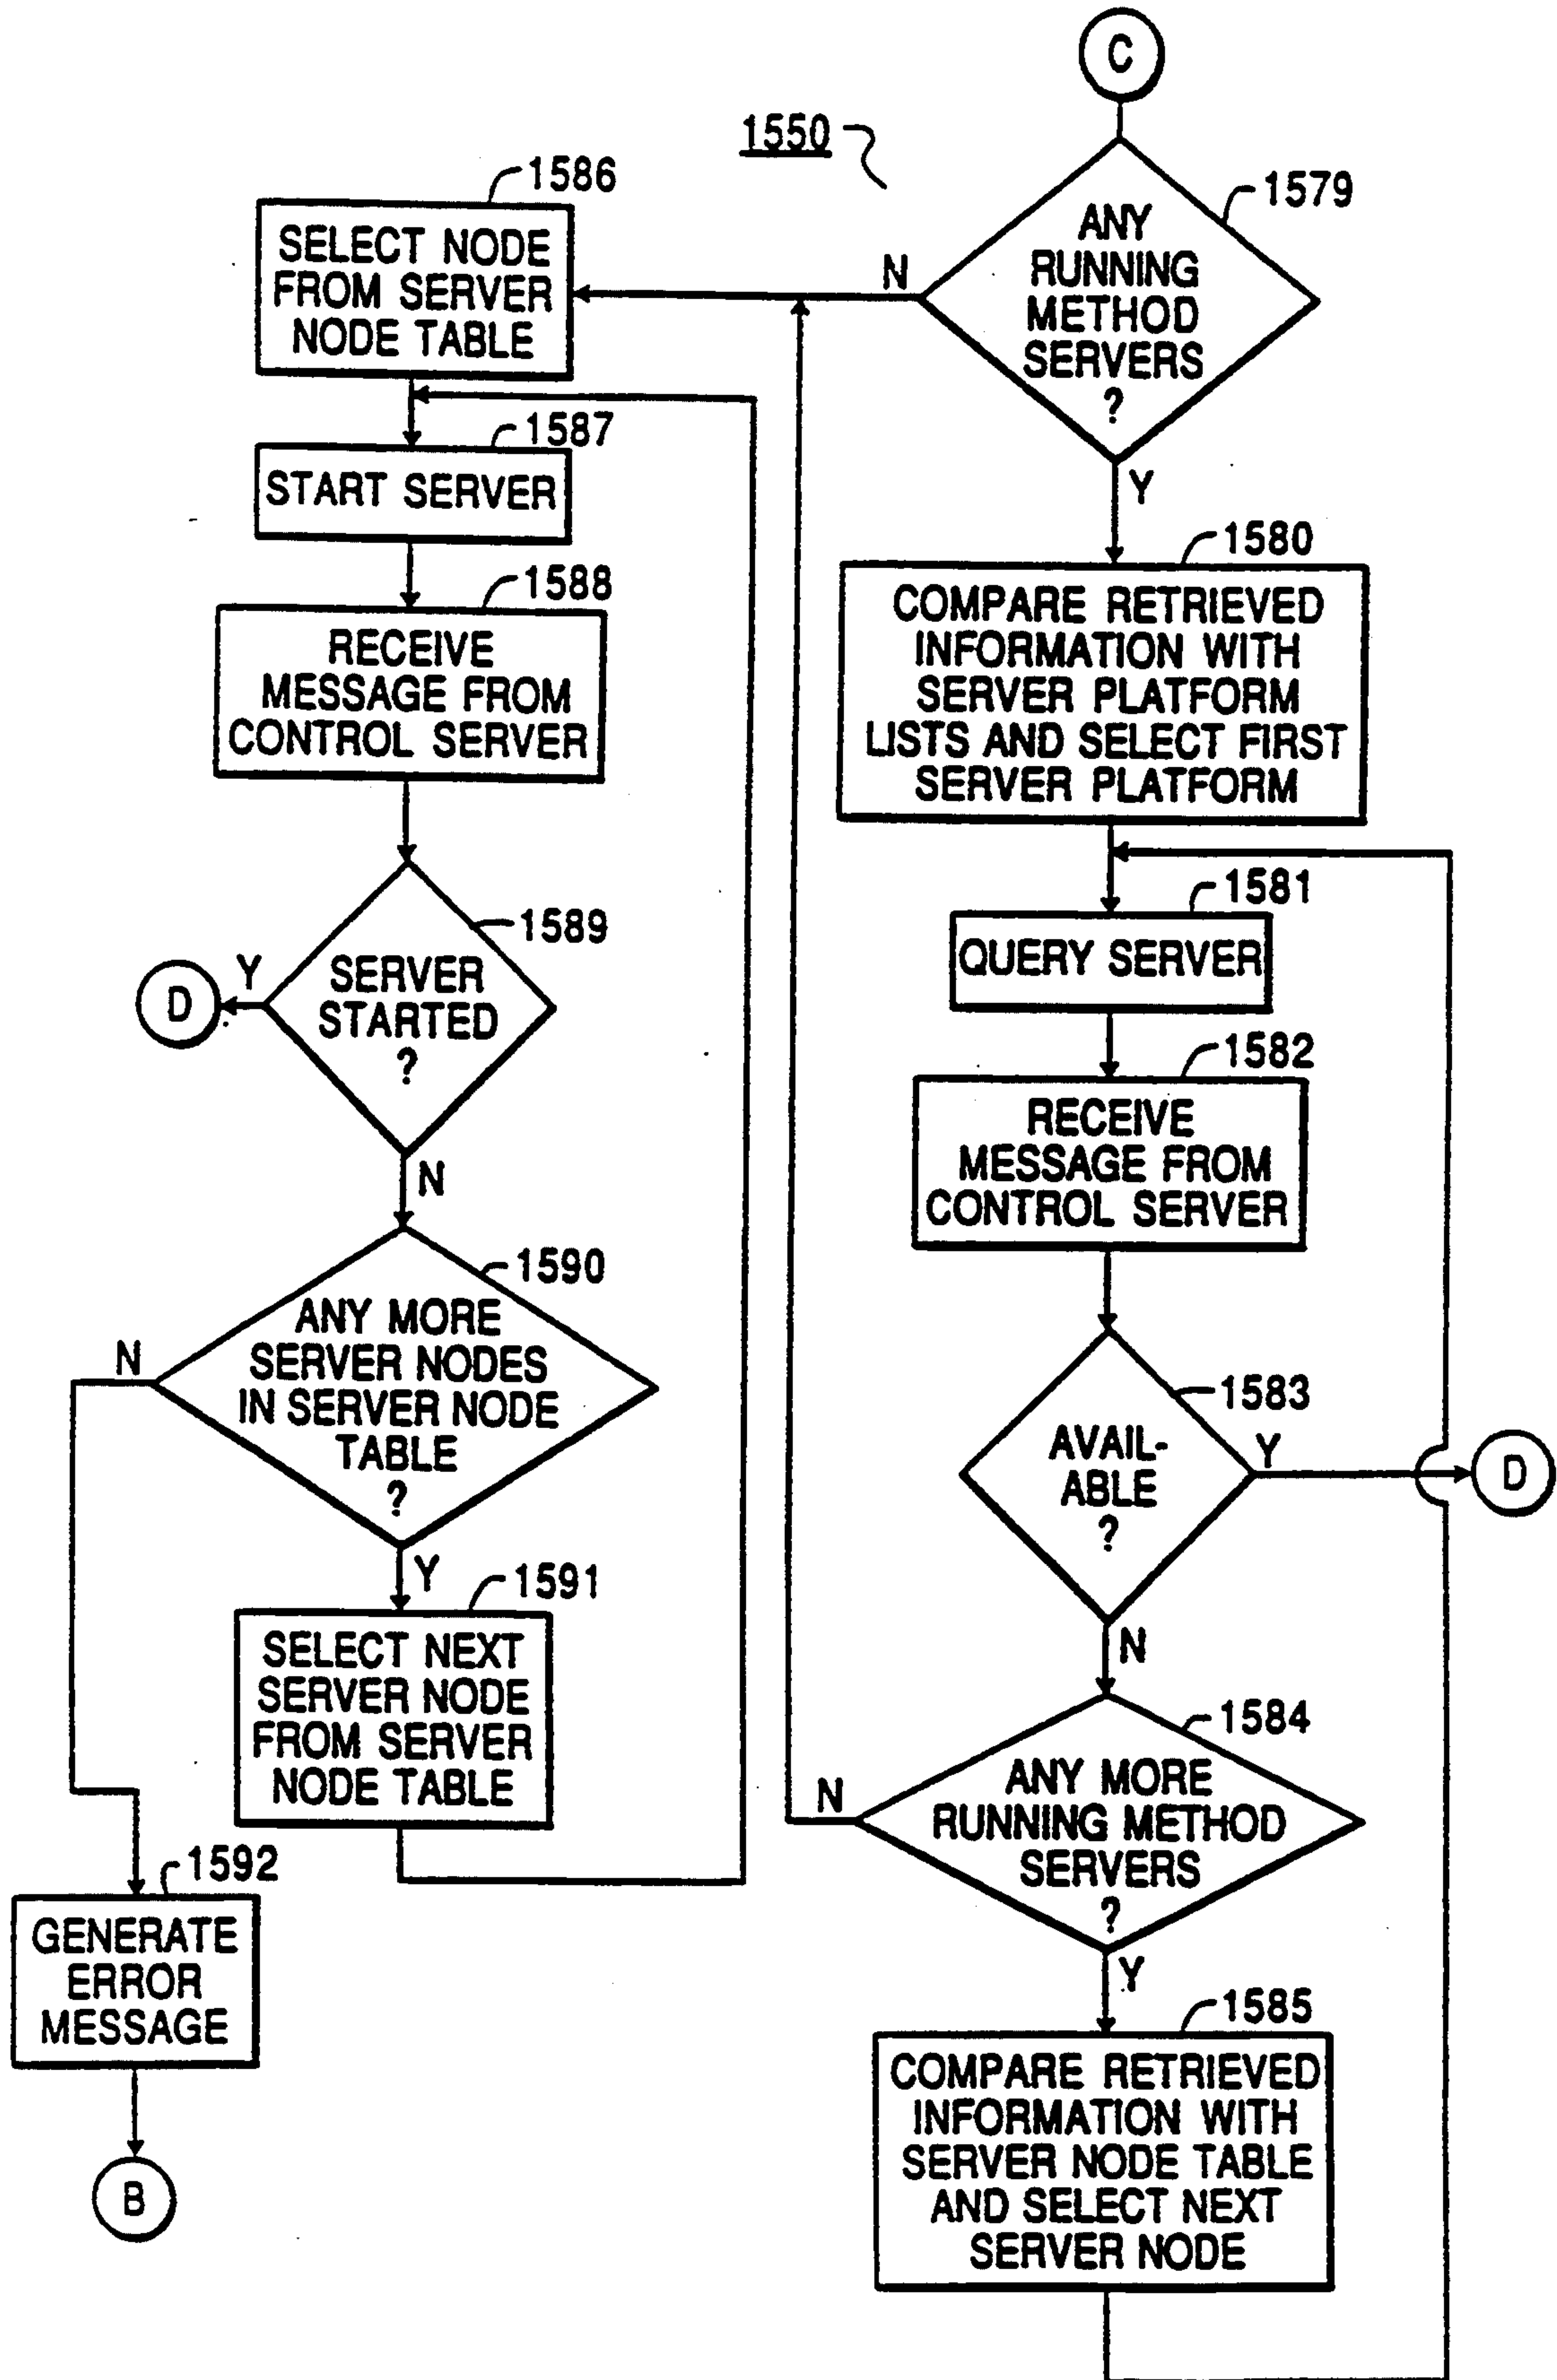 C
1550
1579
ANY
RUNNING
METHOD
SERVERS
?
N
Y
1580
COMPARE RETRIEVED
INFORMATION WITH
SERVER PLATFORM
LISTS AND SELECT FIRST
SERVER PLATFORM
1581
QUERY SERVER
1582
RECEIVE
MESSAGE FROM
CONTROL SERVER
1583
AVAIL-
ABLE
?
Y
D
N
1584
ANY MORE
RUNNING METHOD
SERVERS
?
N
Y
1585
COMPARE RETRIEVED
INFORMATION WITH
SERVER NODE TABLE
AND SELECT NEXT
SERVER NODE
1586
SELECT NODE
FROM SERVER
NODE TABLE
1587
START SERVER
1588
RECEIVE
MESSAGE FROM
CONTROL SERVER
1589
SERVER
STARTED
?
Y
D
N
1590
ANY MORE
SERVER NODES
IN SERVER NODE
TABLE
?
N
Y
1591
SELECT NEXT
SERVER NODE
FROM SERVER
NODE TABLE
1592
GENERATE
ERROR
MESSAGE
B